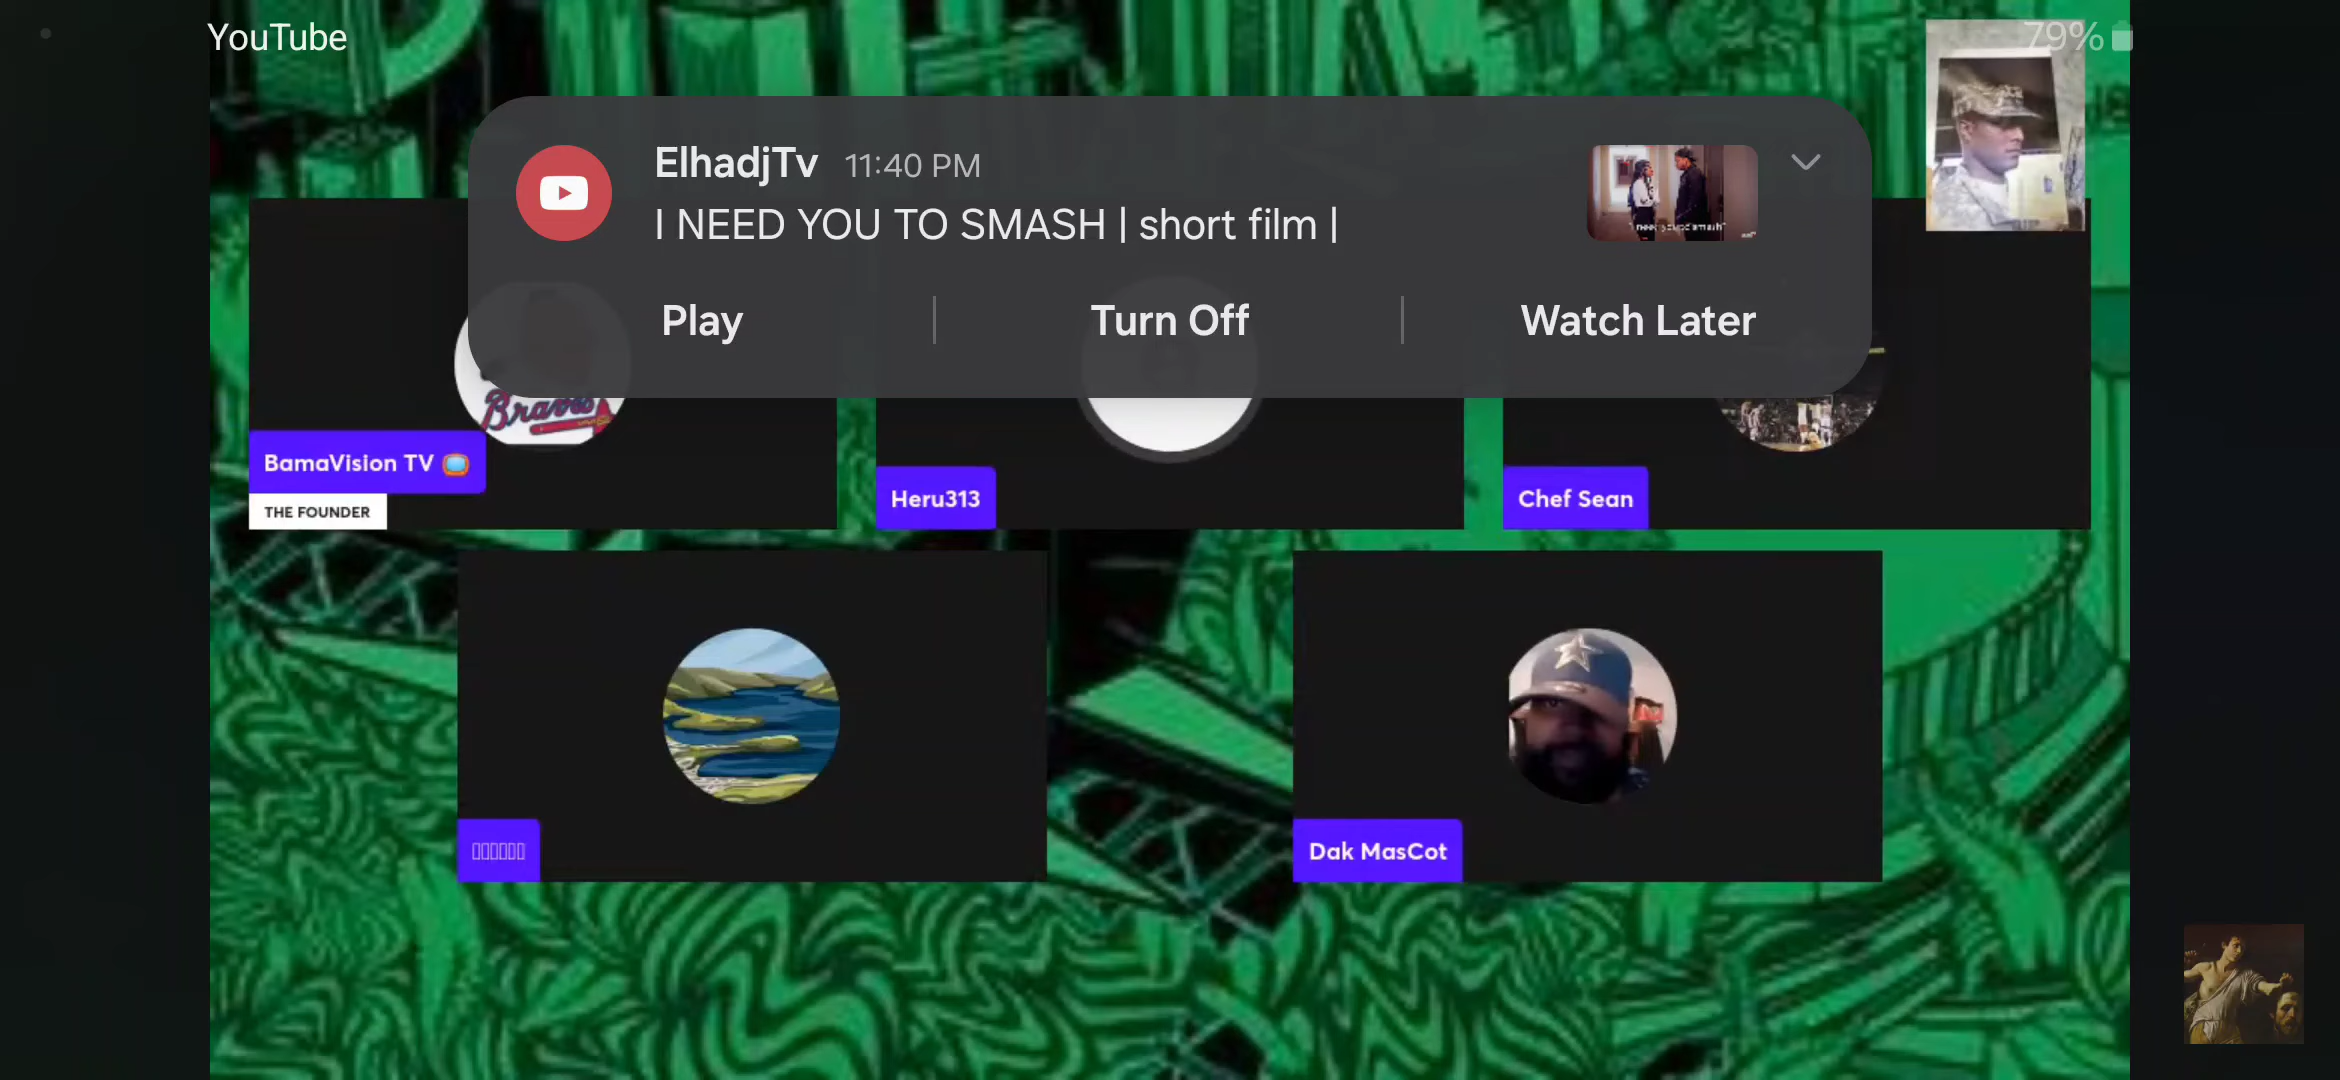 YouTube
79%
ElhadjTv 11:40 PM
I NEED YOU TO SMASH | short film |
Play
Turn Off
Watch Later
Braves
BamaVision TV
THE FOUNDER
Heru313
Chef Sean
Dak MasCot